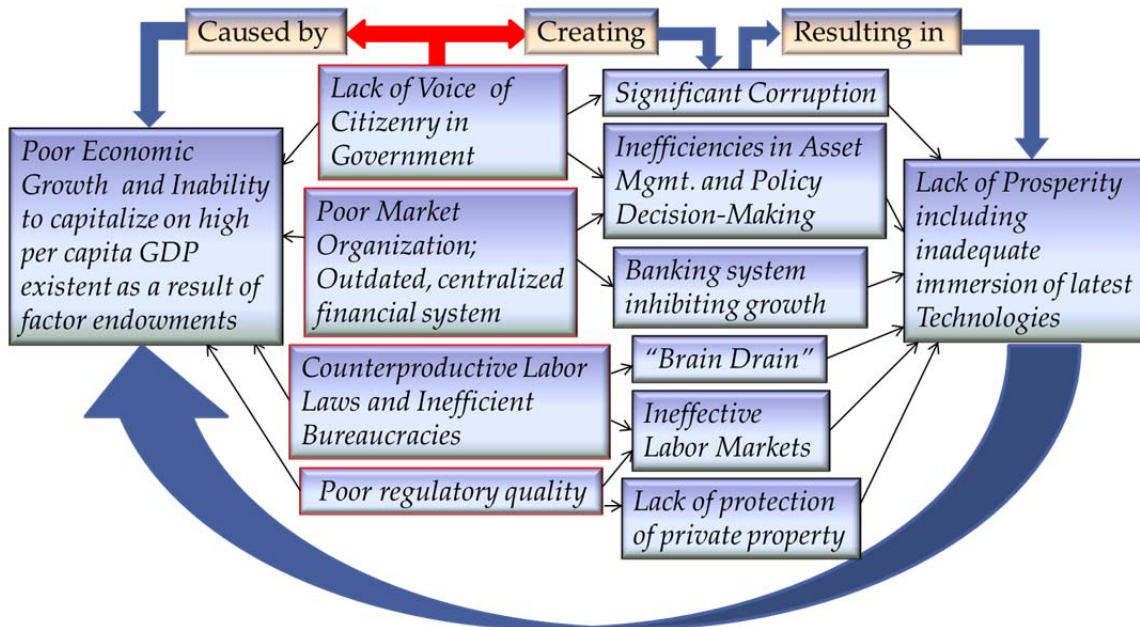 Caused by
Creating
Resulting in
Poor Economic
Growth and Inability
to capitalize on high
per capita GDP
existent as a result of
factor endowments
Lack of Voice of
Citizenry in
Government
Poor Market
Organization;
Outdated, centralized
financial system
Counterproductive Labor
Laws and Inefficient
Bureaucracies
Poor regulatory quality
Significant Corruption
Inefficiencies in Asset
Mgmt. and Policy
Decision-Making
Banking system
inhibiting growth
“Brain Drain”
Ineffective
Labor Markets
Lack of protection
of private property
Lack of Prosperity
including
inadequate
immersion of latest
Technologies